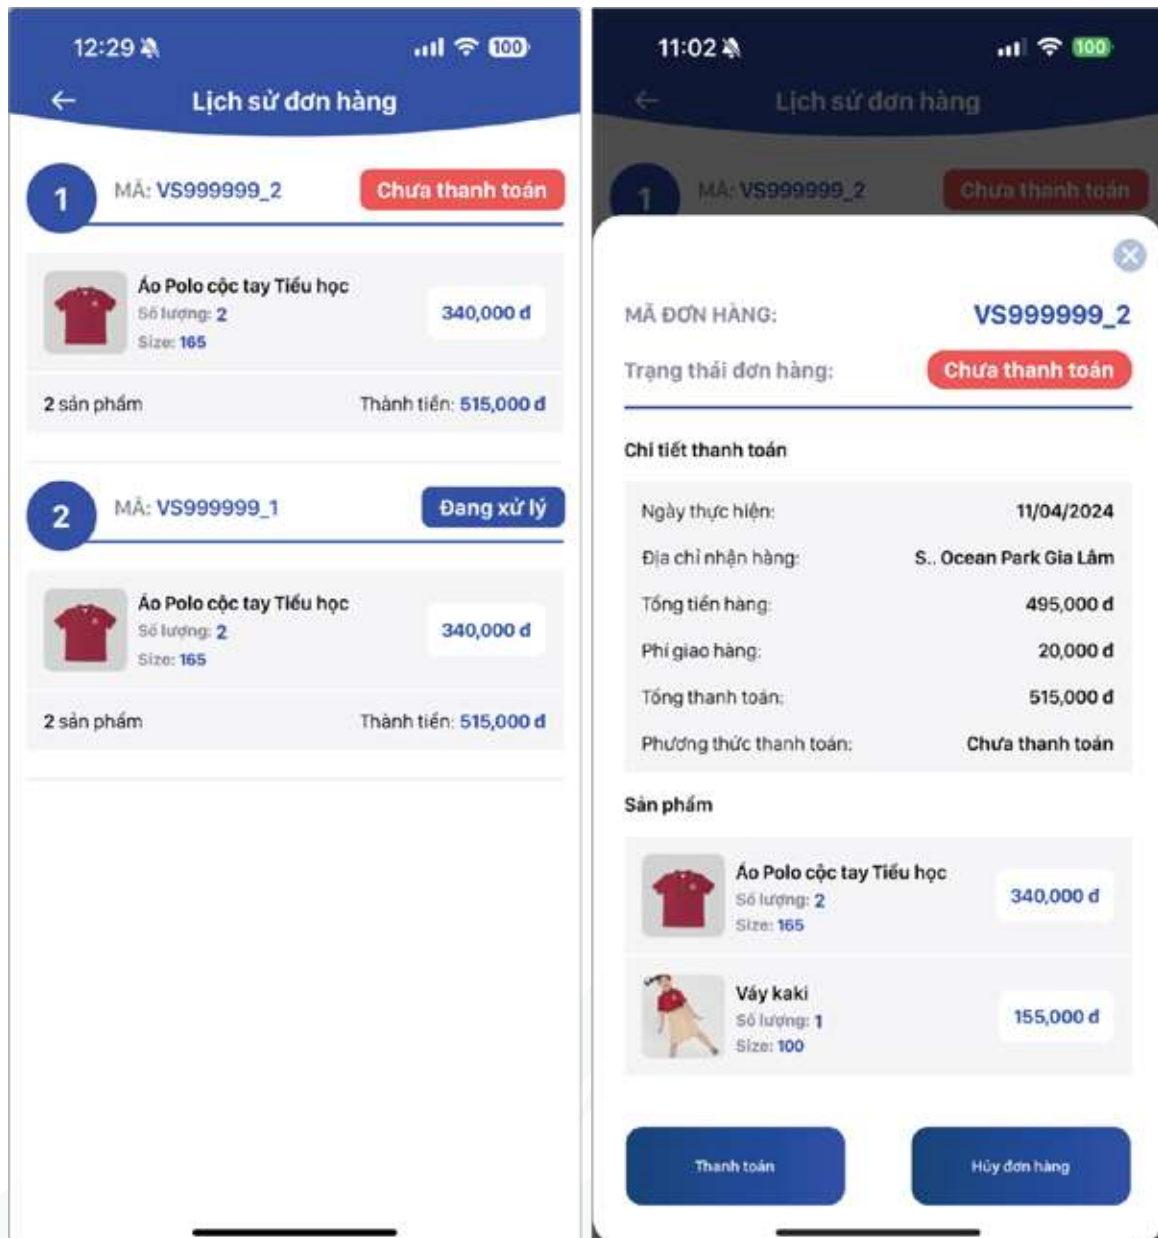 12:29
100
Lịch sử đơn hàng
1
MÃ: VS999999_2
Chưa thanh toán
Áo Polo cộc tay Tiểu học
Số lượng: 2
340,000 đ
Size: 165
2 sản phẩm
Thành tiền: 515,000 đ
2
MÃ: VS999999_1
Đang xử lý
Áo Polo cộc tay Tiểu học
Số lượng: 2
340,000 đ
Size: 165
2 sản phẩm
Thành tiền: 515,000 đ
11:02
100
Lịch sử đơn hàng
1
MÃ: VS999999_2
Chưa thanh toán
MÃ ĐƠN HÀNG:
VS999999_2
Trạng thái đơn hàng:
Chưa thanh toán
Chi tiết thanh toán
Ngày thực hiện:
11/04/2024
Địa chỉ nhận hàng:
S.. Ocean Park Gia Lâm
Tổng tiền hàng:
495,000 đ
Phí giao hàng:
20,000 đ
Tổng thanh toán:
515,000 đ
Phương thức thanh toán:
Chưa thanh toán
Sản phẩm
Áo Polo cộc tay Tiểu học
Số lượng: 2
340,000 đ
Size: 165
Váy kaki
Số lượng: 1
155,000 đ
Size: 100
Thanh toán
Hủy đơn hàng